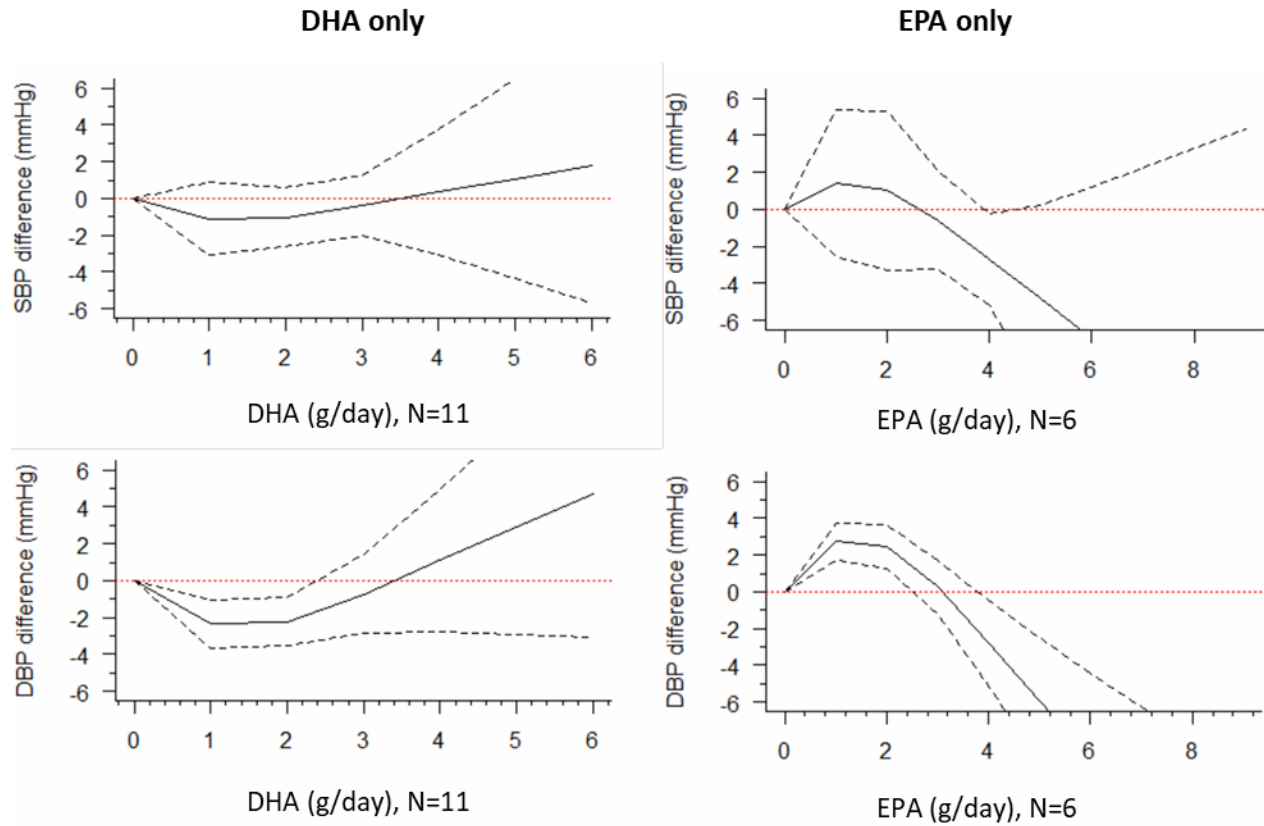 DHA only
EPA only
SBP difference (mmHg)
6
4
2
0
-2
-4
-6
0 1 2 3 4 5 6
DHA (g/day), N=11
SBP difference (mmHg)
6
4
2
0
-2
-4
-6
0 2 4 6 8
EPA (g/day), N=6
DBP difference (mmHg)
6
4
2
0
-2
-4
-6
0 1 2 3 4 5 6
DHA (g/day), N=11
DBP difference (mmHg)
6
4
2
0
-2
-4
-6
0 2 4 6 8
EPA (g/day), N=6